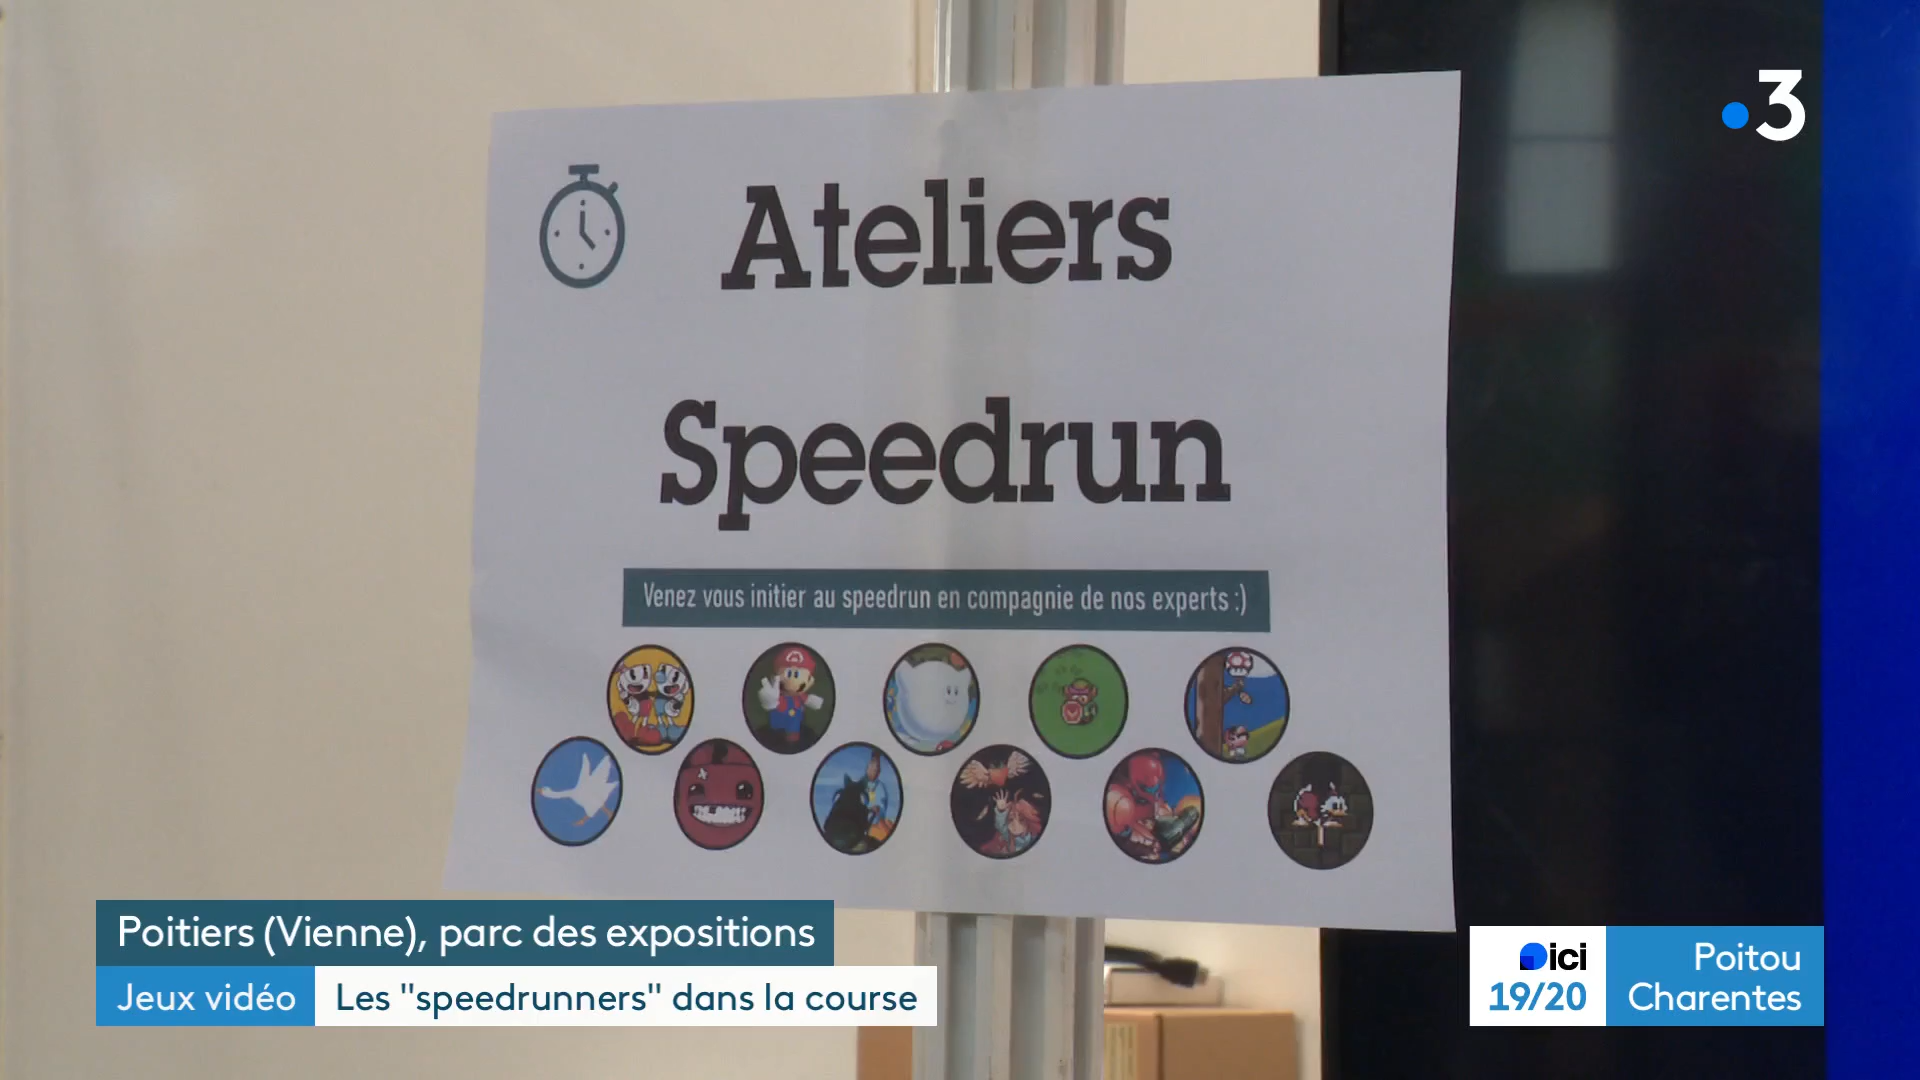 3
Ateliers
Speedrun
Venez vous initier au speedrun en compagnie de nos experts :)
Poitiers (Vienne), parc des expositions
Jeux vidéo
Les "speedrunners" dans la course
ici
19/20
Poitou
Charentes